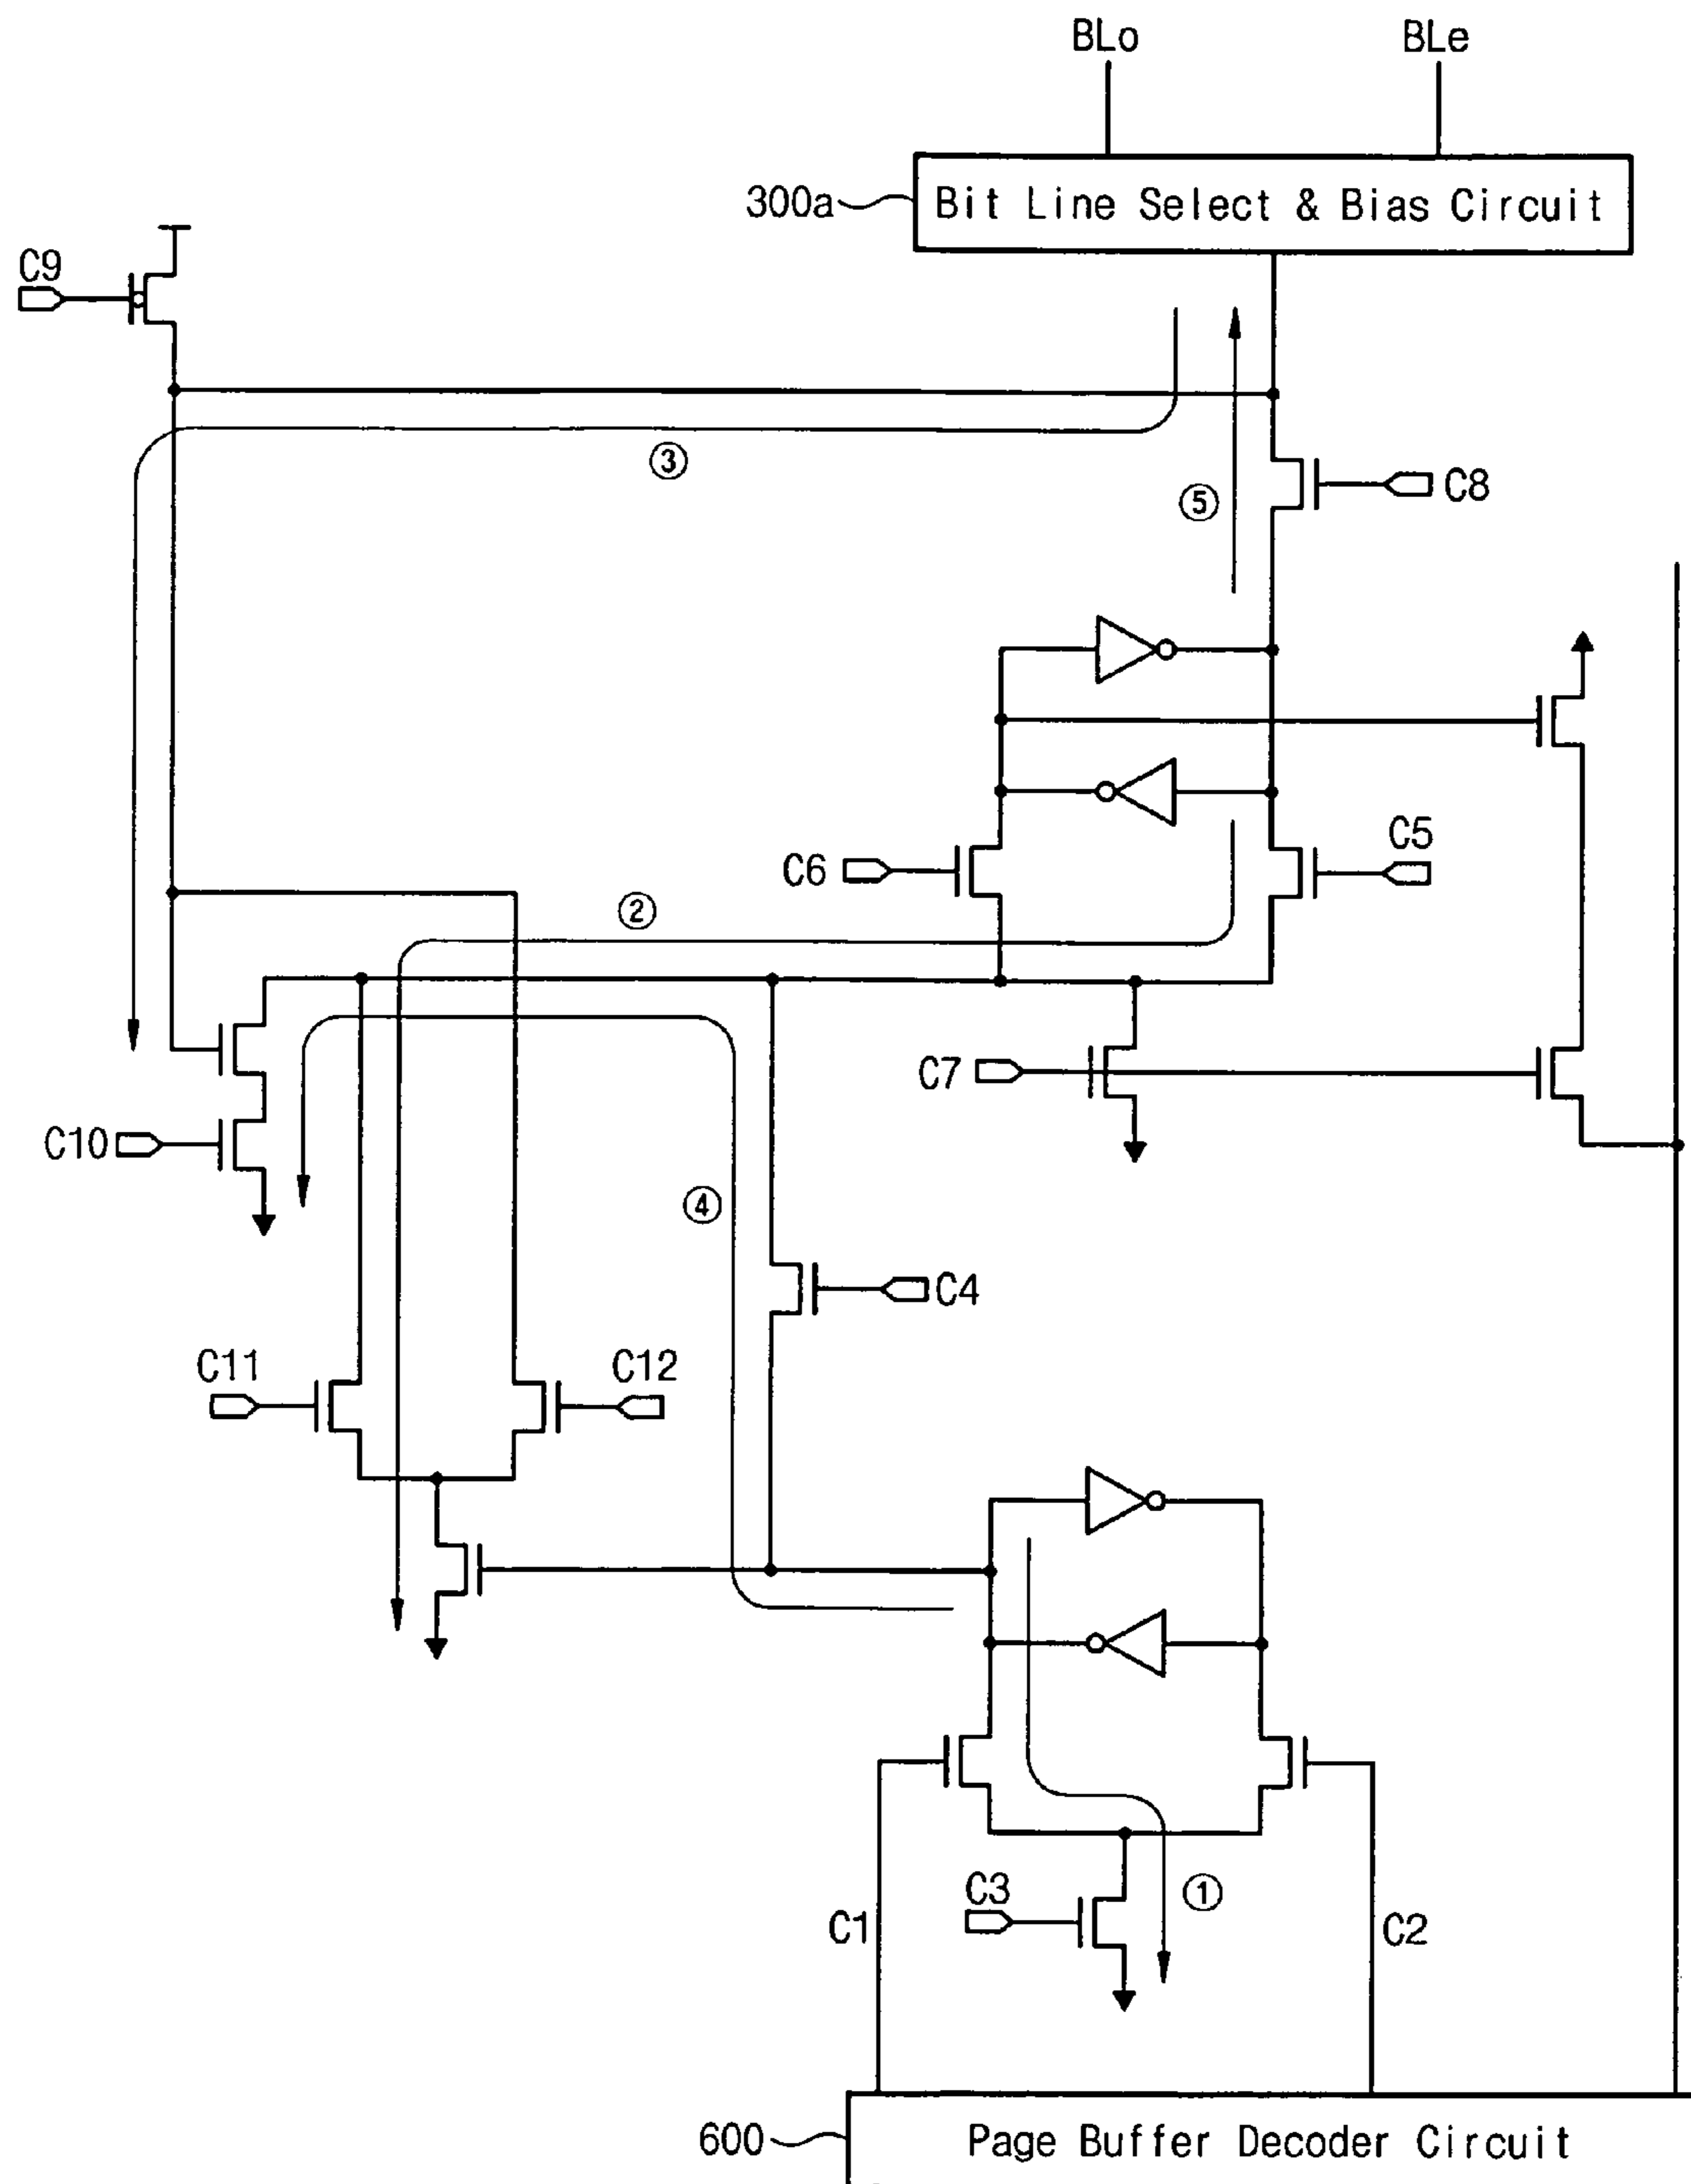 BLo
BLe
300a
Bit Line Select & Bias Circuit
C9
③
C8
⑤
C6
C5
②
C7
C10
④
C4
C11
C12
C3
①
C1
C2
600
Page Buffer Decoder Circuit